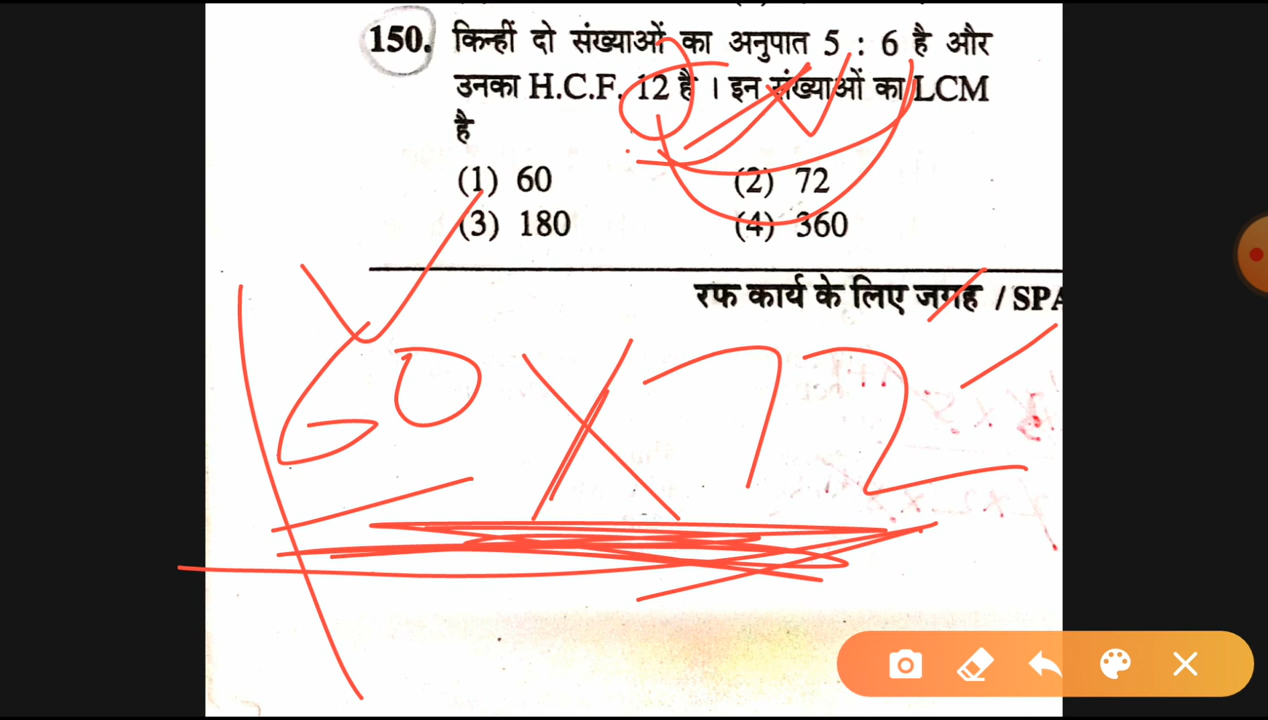 150. किन्हीं दो संख्याओं का अनुपात 5 : 6 है और
उनका H.C.F. 12 है । इन संख्याओं का LCM
है
(1) 60 (2) 72
(3) 180 (4) 360
रफ कार्य के लिए जगह / SPA
60 X 72